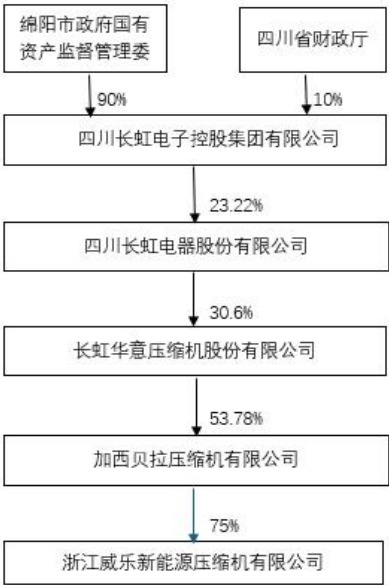 绵阳市政府国有
资产监督管理委
四川省财政厅
90%
10%
四川长虹电子控股集团有限公司
23.22%
四川长虹电器股份有限公司
30.6%
长虹华意压缩机股份有限公司
53.78%
加西贝拉压缩机有限公司
75%
浙江威乐新能源压缩机有限公司